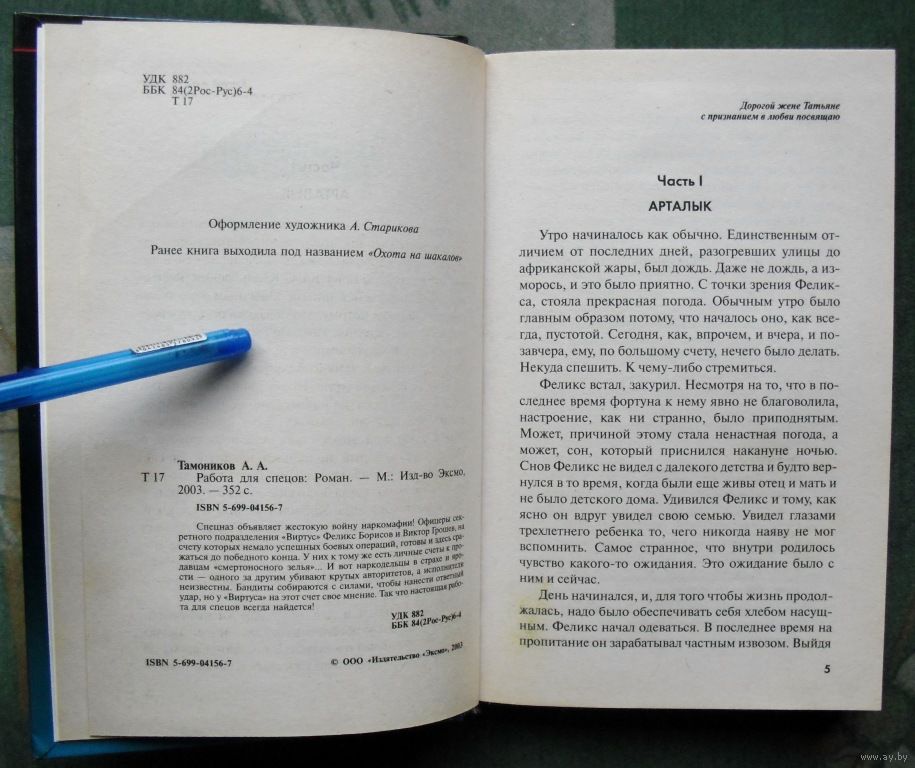 УДК 882
ББК 84(2Рос-Рус)6-4
Т 17
Оформление художника А. Старикова
Ранее книга выходила под названием «Охота на шакалов»
Тамоников А. А.
Т 17 Работа для спецов: Роман. — М.: Изд-во Эксмо,
2003. — 352 с.
ISBN 5-699-04156-7
Спецназ объявляет жестокую войну наркомафии! Офицеры сек-
ретного подразделения «Виртус» Феликс Борисов и Виктор Грошев, на
счету которых немало успешных боевых операций, готовы и здесь сра-
жаться до победного конца. У них к тому же есть личные счеты к про-
давцам «смертоносного зелья»... И вот наркодельцы в страхе и яро-
сти — одного за другим убивают крутых авторитетов, а исполнители
неизвестны. Бандиты собираются с силами, чтобы нанести ответный
удар, но у «Виртуса» на этот счет свое мнение. Так что настоящая рабо-
та для спецов всегда найдется!
УДК 882
ББК 84(2Рос-Рус)6-4
ISBN 5-699-04156-7
© ООО «Издательство «Эксмо», 2003
Дорогой жене Татьяне
с признанием в любви посвящаю
Часть I
АРТАЛЫК
Утро начиналось как обычно. Единственным от-
личием от последних дней, разогревших улицы до
африканской жары, был дождь. Даже не дождь, а из-
морось, и это было приятно. С точки зрения Фелик-
са, стояла прекрасная погода. Обычным утро было
главным образом потому, что началось оно, как все-
гда, пустотой. Сегодня, как, впрочем, и вчера, и по-
завчера, ему, по большому счету, нечего было делать.
Некуда спешить. К чему-либо стремиться.
Феликс встал, закурил. Несмотря на то, что в по-
следнее время фортуна к нему явно не благоволила,
настроение, как ни странно, было приподнятым.
Может, причиной этому стала ненастная погода, а
может, сон, который приснился накануне ночью.
Снов Феликс не видел с далекого детства и будто вер-
нулся в то время, когда были еще живы отец и мать и
не было детского дома. Удивился Феликс и тому, как
ясно он вдруг увидел свою семью. Увидел глазами
трехлетнего ребенка то, чего никогда наяву не мог
вспомнить. Самое странное, что внутри родилось
чувство какого-то ожидания. Это ожидание было с
ним и сейчас.
День начинался, и, для того чтобы жизнь продол-
жалась, надо было обеспечивать себя хлебом насущ-
ным. Феликс начал одеваться. В последнее время на
пропитание он зарабатывал частным извозом. Выйдя
5
www.ay.by